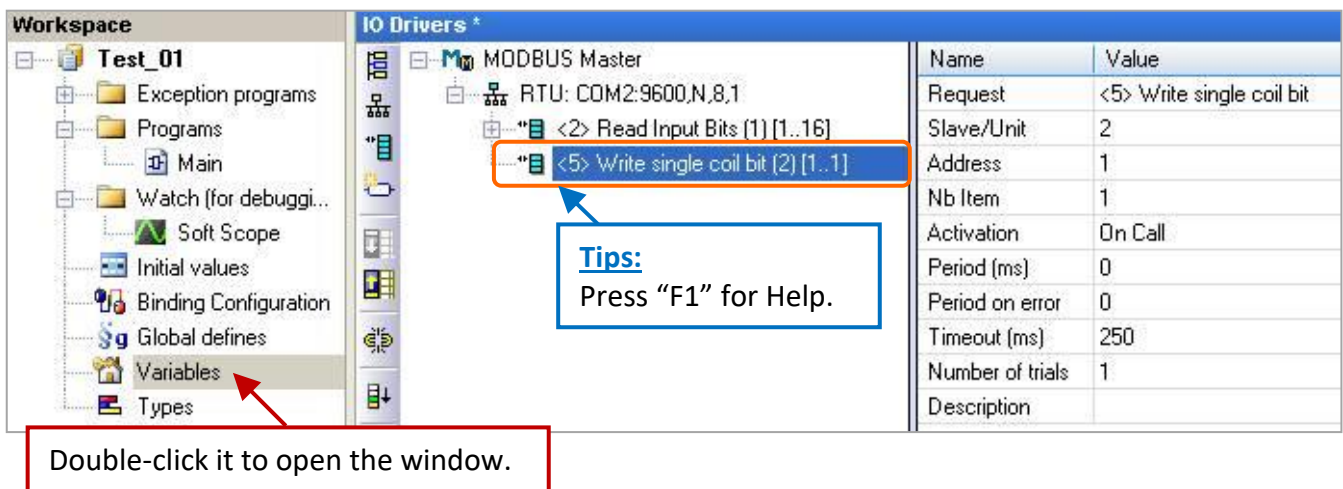 Workspace
Test_01
Exception programs
Programs
Main
Watch (for debuggi...
Soft Scope
Initial values
Binding Configuration
Global defines
Variables
Types
Double-click it to open the window.
IO Drivers *
MODBUS Master
RTU: COM2:9600,N,8,1
<2> Read Input Bits (1) [1..16]
<5> Write single coil bit (2) [1..1]
Tips:
Press “F1” for Help.
Name Value
Request <5> Write single coil bit
Slave/Unit 2
Address 1
Nb Item 1
Activation On Call
Period (ms) 0
Period on error 0
Timeout (ms) 250
Number of trials 1
Description